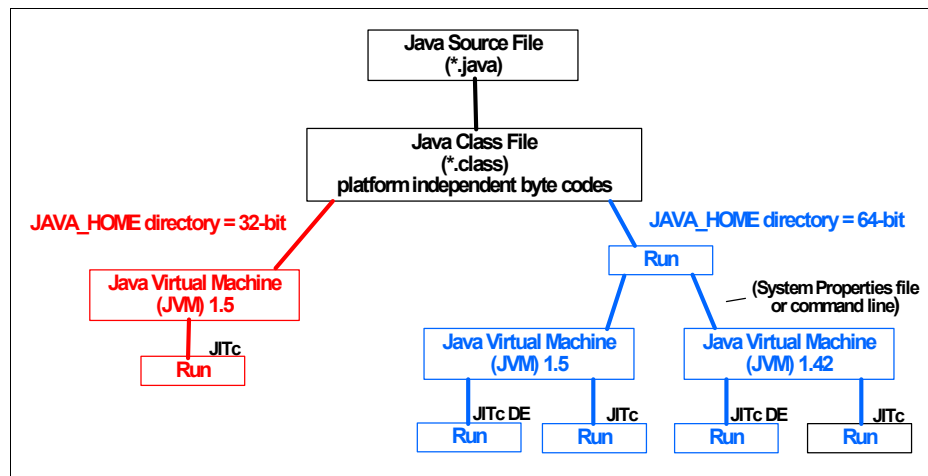 Java Source File
(*.java)
Java Class File
(*.class)
platform independent byte codes
JAVA_HOME directory = 32-bit
JAVA_HOME directory = 64-bit
Run
Java Virtual Machine
(JVM) 1.5
(System Properties file
or command line)
JITc
Run
Java Virtual Machine
(JVM) 1.5
Java Virtual Machine
(JVM) 1.42
JITc DE
JITc
JITc DE
JITc
Run
Run
Run
Run